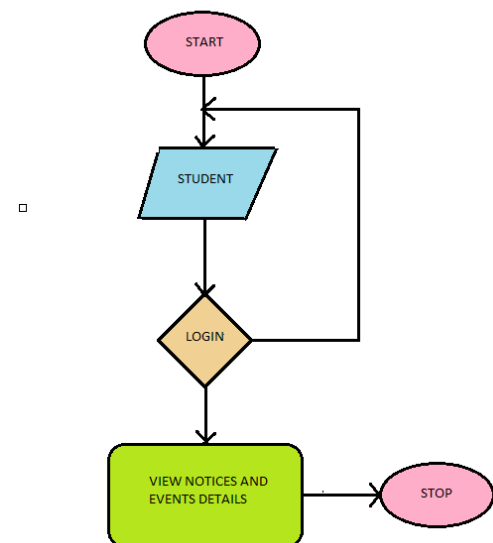 START
STUDENT
LOGIN
VIEW NOTICES AND
EVENTS DETAILS
STOP